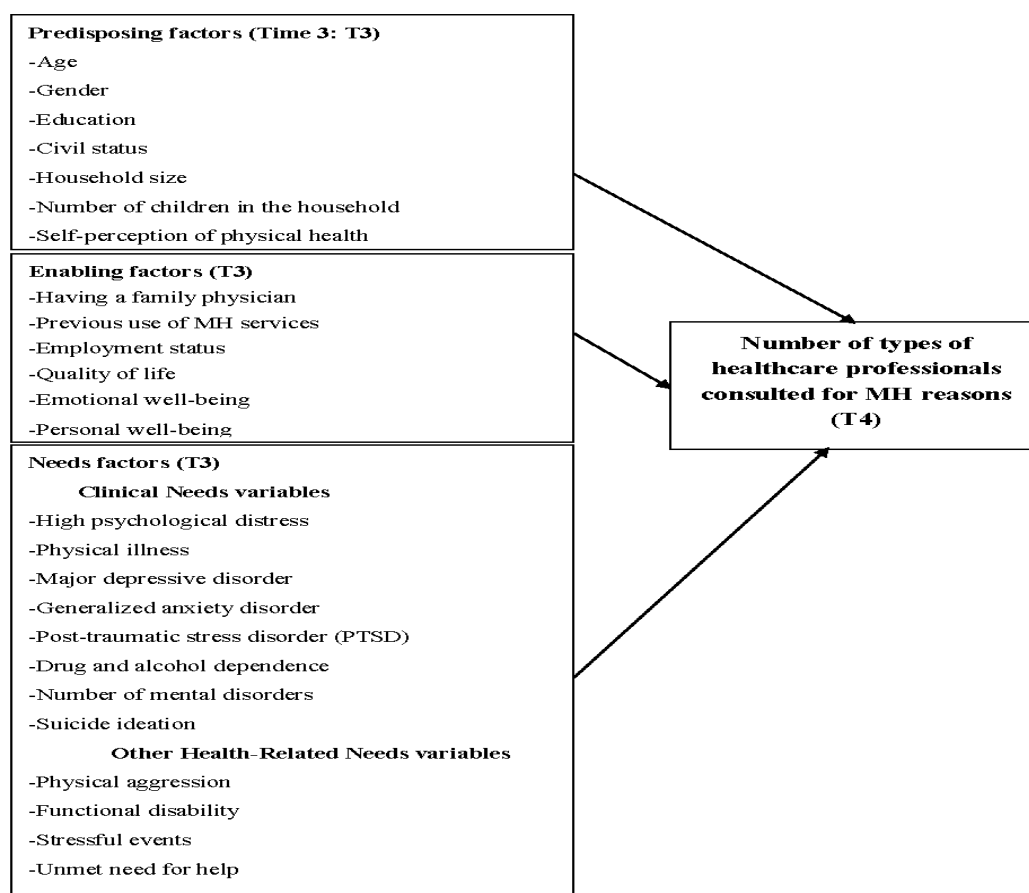 Predisposing factors (Time 3: T3)
-Age
-Gender
-Education
-Civil status
-Household size
-Number of children in the household
-Self-perception of physical health
Enabling factors (T3)
-Having a family physician
-Previous use of MH services
-Employment status
-Quality of life
-Emotional well-being
-Personal well-being
Needs factors (T3)
Clinical Needs variables
-High psychological distress
-Physical illness
-Major depressive disorder
-Generalized anxiety disorder
-Post-traumatic stress disorder (PTSD)
-Drug and alcohol dependence
-Number of mental disorders
-Suicide ideation
Other Health-Related Needs variables
-Physical aggression
-Functional disability
-Stressful events
-Unmet need for help
Number of types of
healthcare professionals
consulted for MH reasons
(T4)